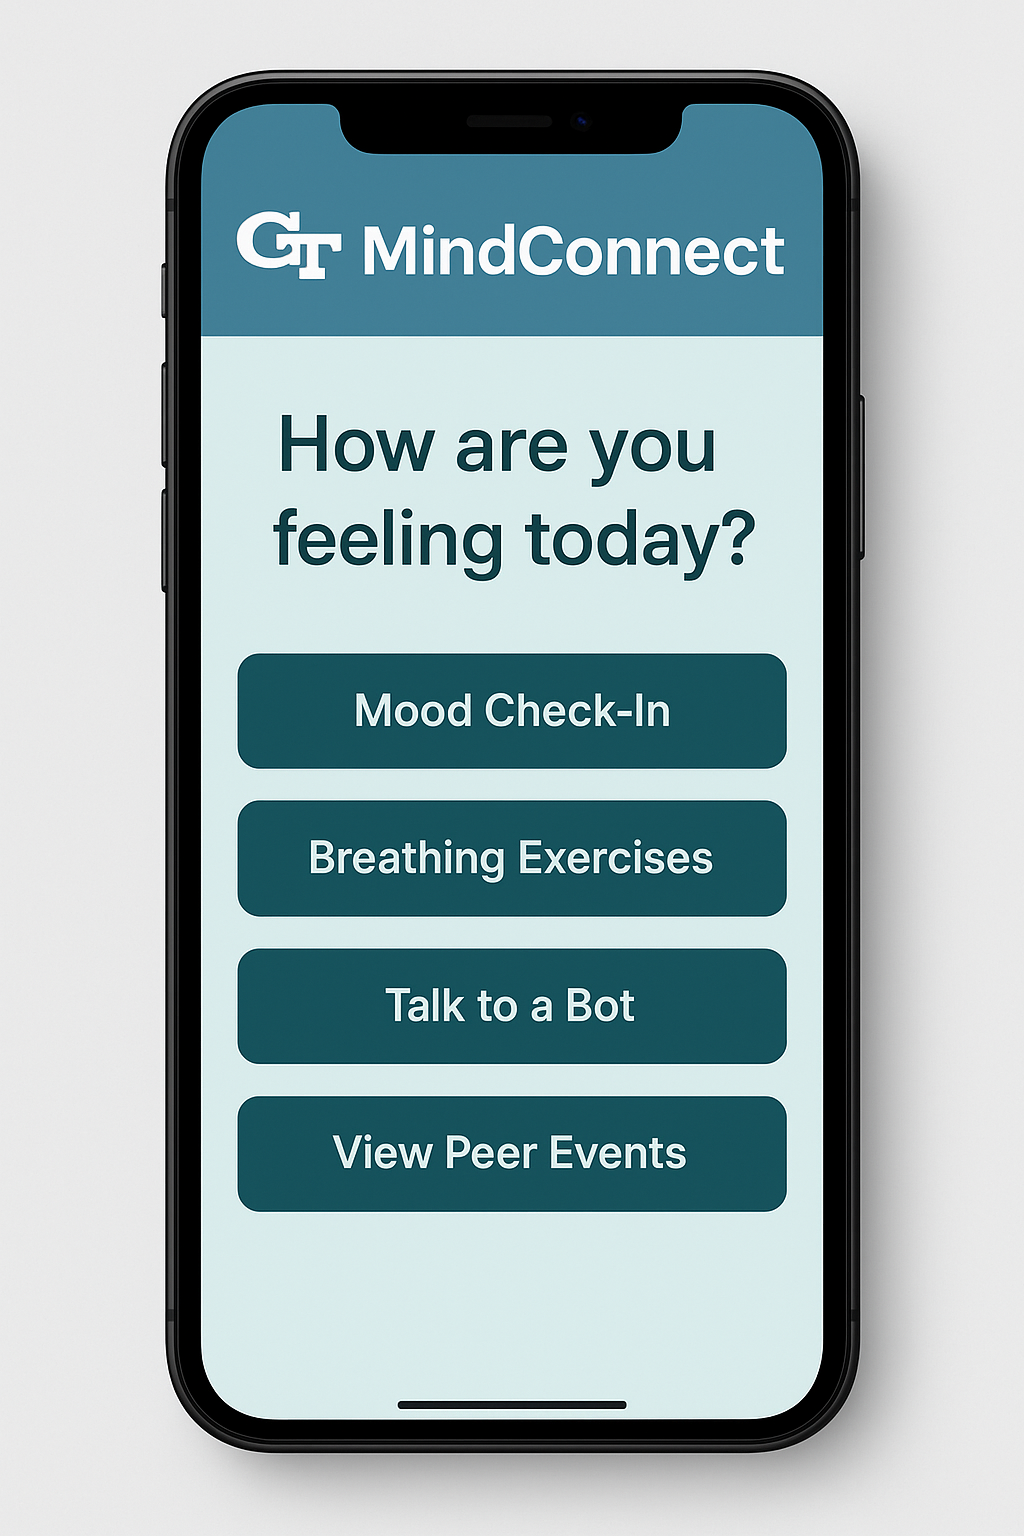 GT MindConnect
How are you
feeling today?
Mood Check-In
Breathing Exercises
Talk to a Bot
View Peer Events